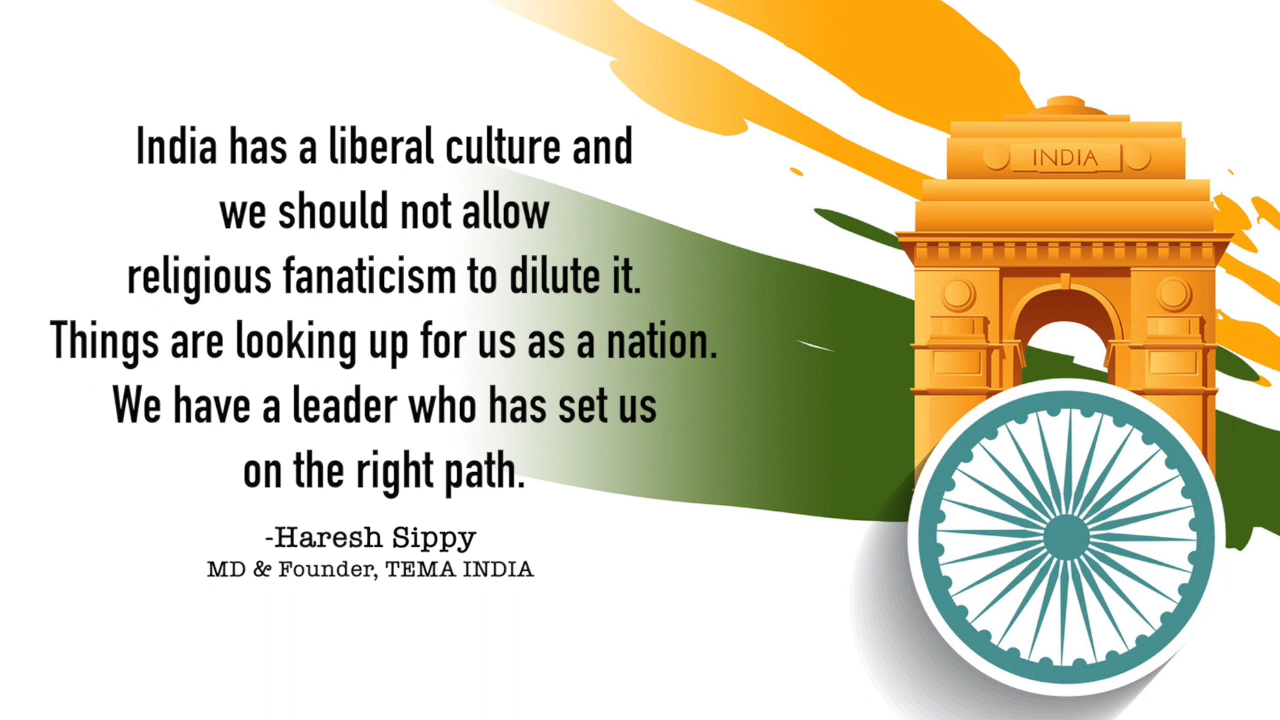 India has a liberal culture and
we should not allow
religious fanaticism to dilute it.
Things are looking up for us as a nation.
We have a leader who has set us
on the right path.
-Haresh Sippy
MD & Founder, TEMA INDIA
INDIA